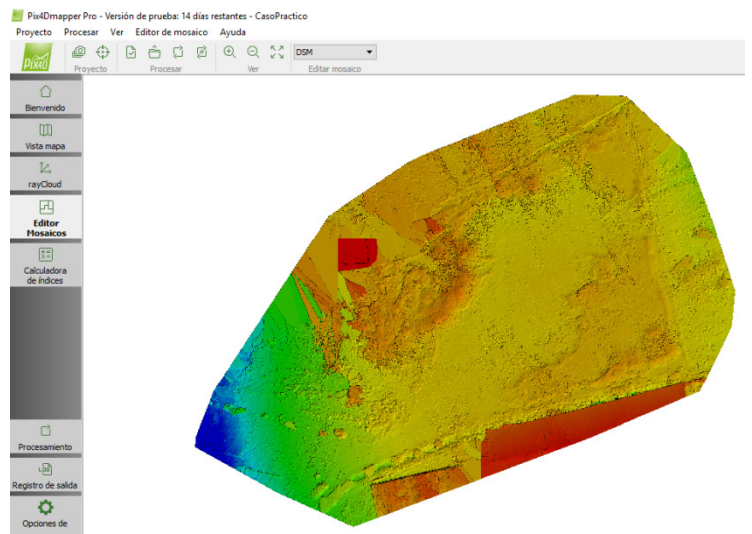 Pix4Dmapper Pro - Versión de prueba: 14 días restantes - CasoPractico
Proyecto Procesar Ver Editor de mosaico Ayuda
PIX4D
DSM
Proyecto Procesar Ver Editar mosaico
Bienvenido
Vista mapa
rayCloud
Editor
Mosaicos
Calculadora
de índices
Procesamiento
Registro de salida
Opciones de